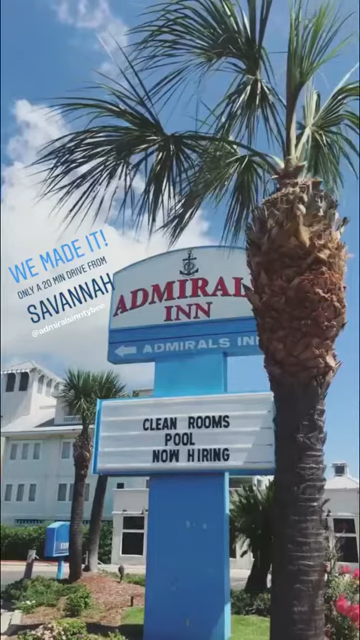 WE MADE IT!
ONLY A 20 MIN DRIVE FROM
SAVANNAH
@admiralsinntybee
ADMIRAL
INN
ADMIRALS INN
CLEAN ROOMS
POOL
NOW HIRING